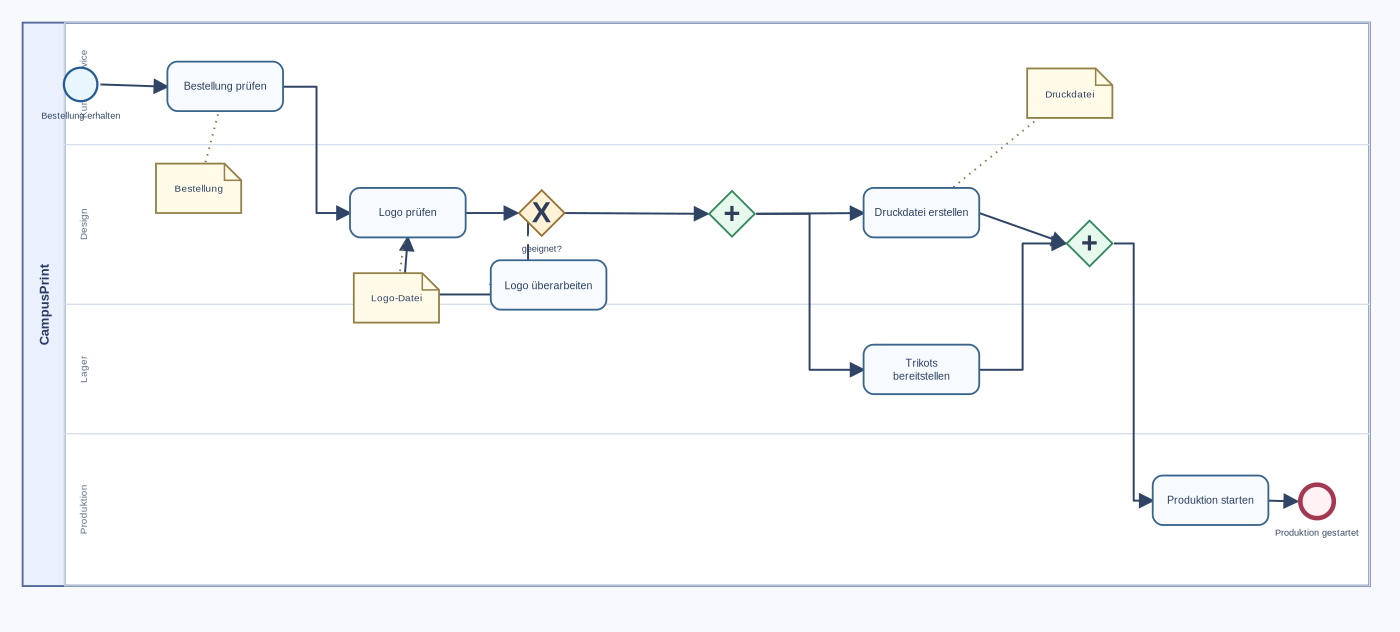 CampusPrint
Bestellung erhalten
Bestellung prüfen
Druckdatei
Bestellung
Design
Logo prüfen
X
geeignet?
+
Druckdatei erstellen
+
Logo-Datei
Logo überarbeiten
Lager
Trikots
bereitstellen
Produktion
Produktion starten
Produktion gestartet